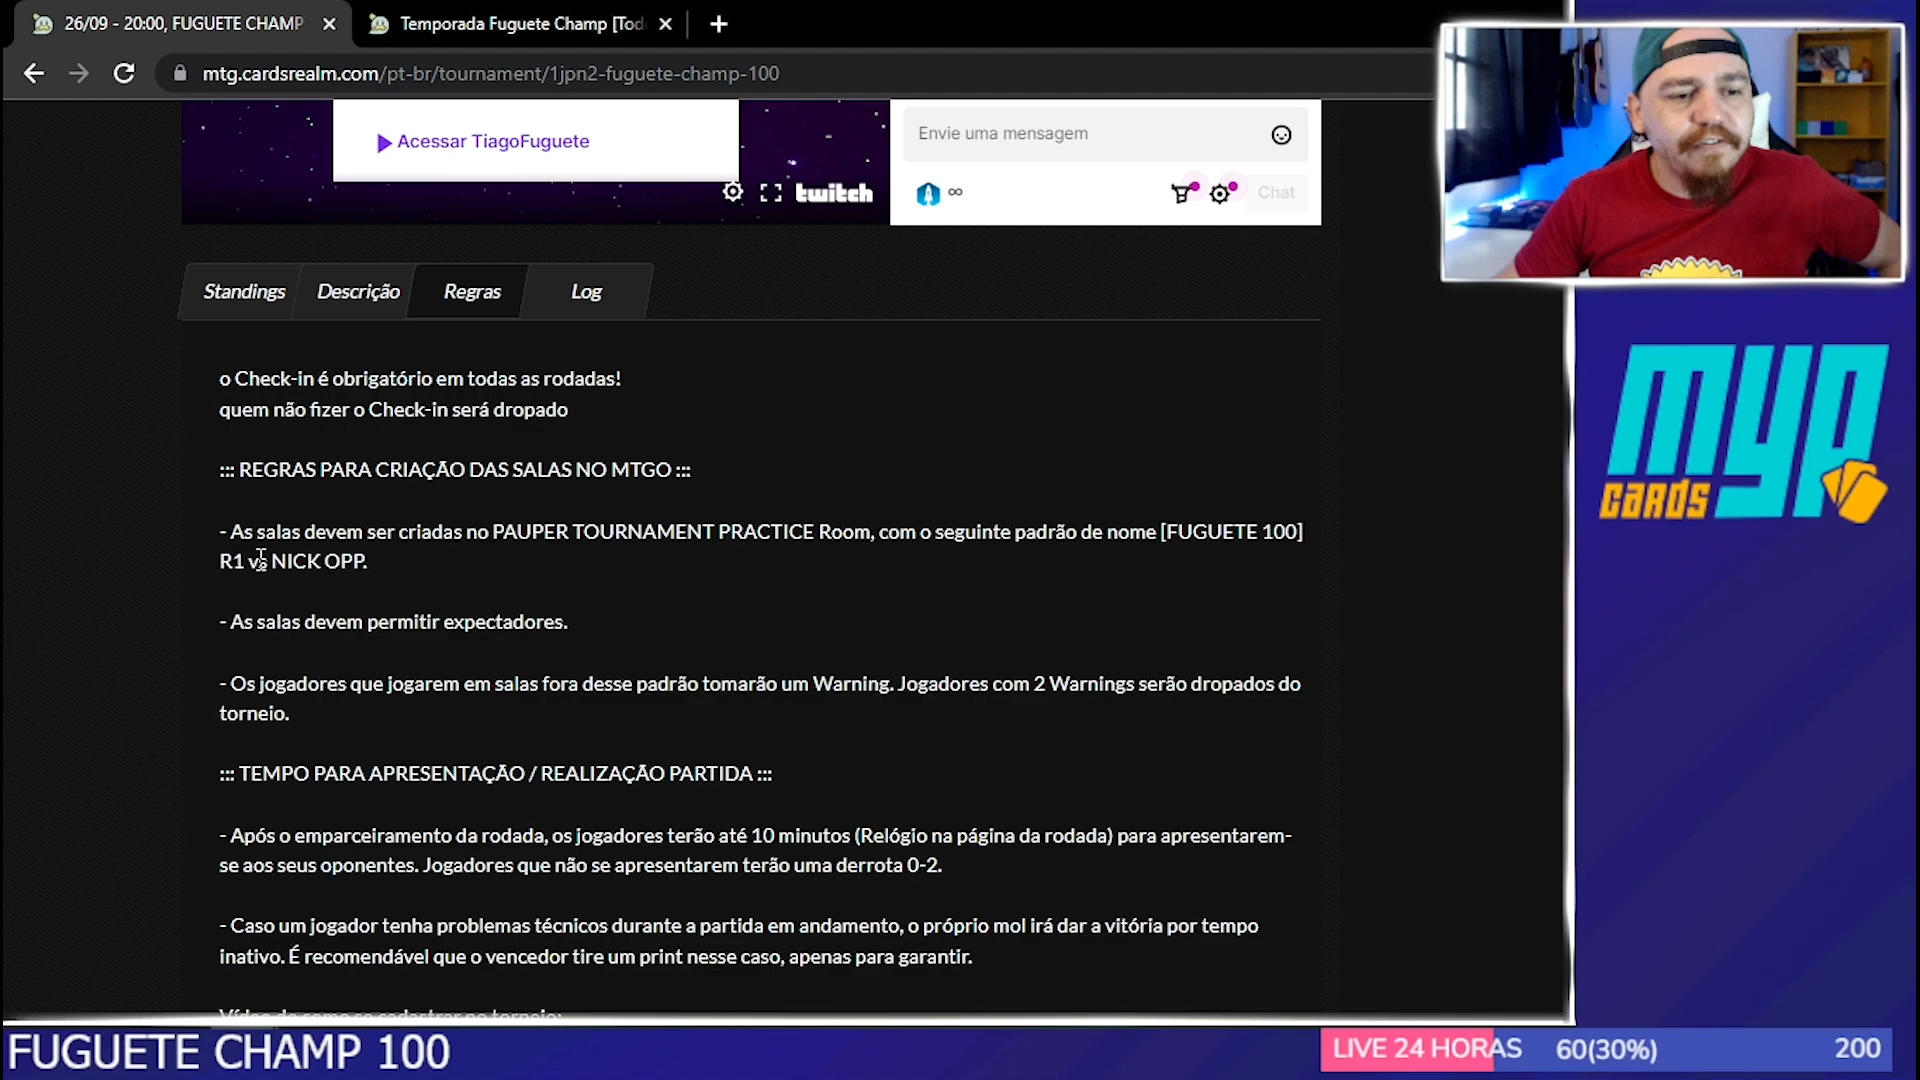 26/09 - 20:00, FUGUETE CHAMP
Temporada Fuguete Champ [Tod
mtg.cardsrealm.com/pt-br/tournament/1jpn2-fuguete-champ-100
Acessar TiagoFuguete
twitch
Envie uma mensagem
∞
Chat
Standings Descrição Regras Log
o Check-in é obrigatório em todas as rodadas!
quem não fizer o Check-in será dropado
::: REGRAS PARA CRIAÇÃO DAS SALAS NO MTGO :::
- As salas devem ser criadas no PAUPER TOURNAMENT PRACTICE Room, com o seguinte padrão de nome [FUGUETE 100]
R1 vs NICK OPP.
- As salas devem permitir expectadores.
- Os jogadores que jogarem em salas fora desse padrão tomarão um Warning. Jogadores com 2 Warnings serão dropados do
torneio.
::: TEMPO PARA APRESENTAÇÃO / REALIZAÇÃO PARTIDA :::
- Após o emparceiramento da rodada, os jogadores terão até 10 minutos (Relógio na página da rodada) para apresentarem-
se aos seus oponentes. Jogadores que não se apresentarem terão uma derrota 0-2.
- Caso um jogador tenha problemas técnicos durante a partida em andamento, o próprio mol irá dar a vitória por tempo
inativo. É recomendável que o vencedor tire um print nesse caso, apenas para garantir.
Vídeo de como se cadastrar no torneio:
myp
cards
FUGUETE CHAMP 100
LIVE 24 HORAS 60(30%) 200